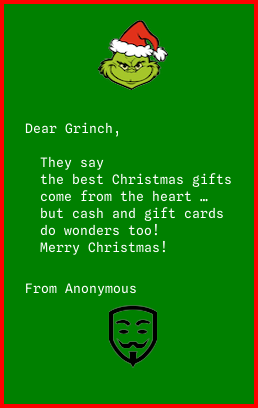 Dear Grinch,
They say
the best Christmas gifts
come from the heart …
but cash and gift cards
do wonders too!
Merry Christmas!
From Anonymous